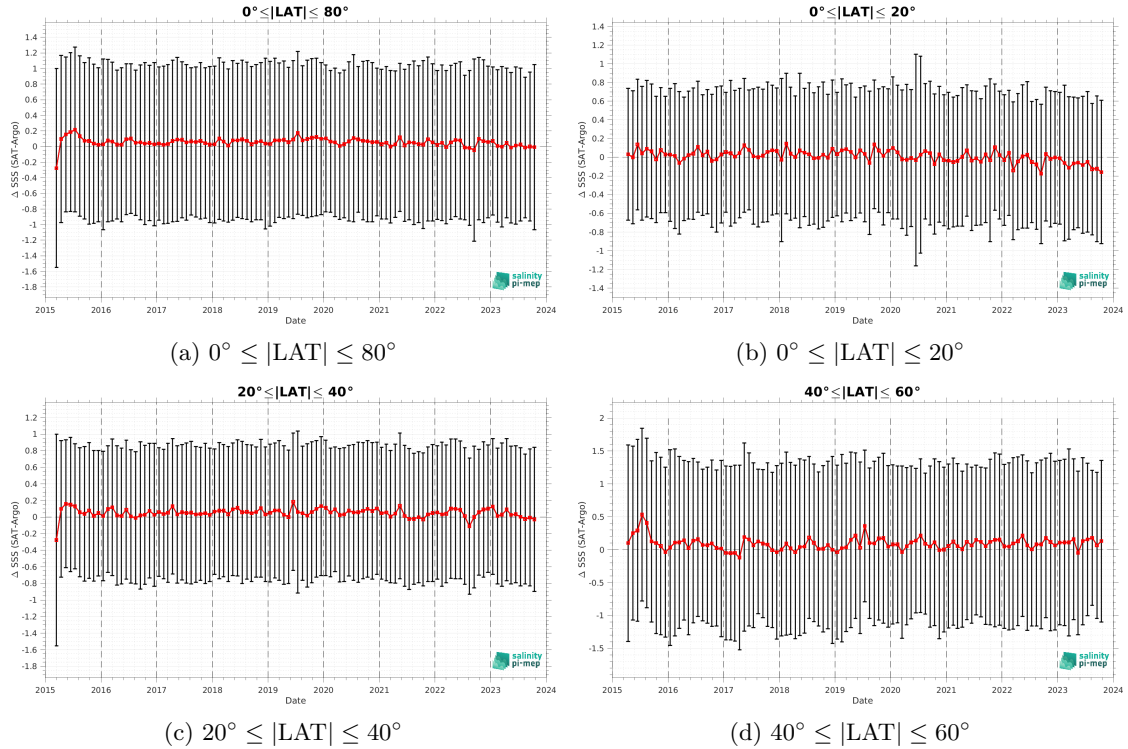 0°≤|LAT|≤ 80°
1.4
1.2
1
0.8
0.6
0.4
0.2
0
-0.2
-0.4
-0.6
-0.8
-1
-1.2
-1.4
-1.6
-1.8
Δ SSS (SAT-Argo)
2015 2016 2017 2018 2019 2020 2021 2022 2023 2024
Date
salinity
pi-mep
(a) 0° ≤ |LAT| ≤ 80°
0°≤|LAT|≤ 20°
1.4
1.2
1
0.8
0.6
0.4
0.2
0
-0.2
-0.4
-0.6
-0.8
-1
-1.2
-1.4
Δ SSS (SAT-Argo)
2015 2016 2017 2018 2019 2020 2021 2022 2023 2024
Date
salinity
pi-mep
(b) 0° ≤ |LAT| ≤ 20°
20°≤|LAT|≤ 40°
1.2
1
0.8
0.6
0.4
0.2
0
-0.2
-0.4
-0.6
-0.8
-1
-1.2
-1.4
-1.6
-1.8
Δ SSS (SAT-Argo)
2015 2016 2017 2018 2019 2020 2021 2022 2023 2024
Date
salinity
pi-mep
(c) 20° ≤ |LAT| ≤ 40°
40°≤|LAT|≤ 60°
2
1.5
1
0.5
0
-0.5
-1
-1.5
Δ SSS (SAT-Argo)
2015 2016 2017 2018 2019 2020 2021 2022 2023 2024
Date
salinity
pi-mep
(d) 40° ≤ |LAT| ≤ 60°